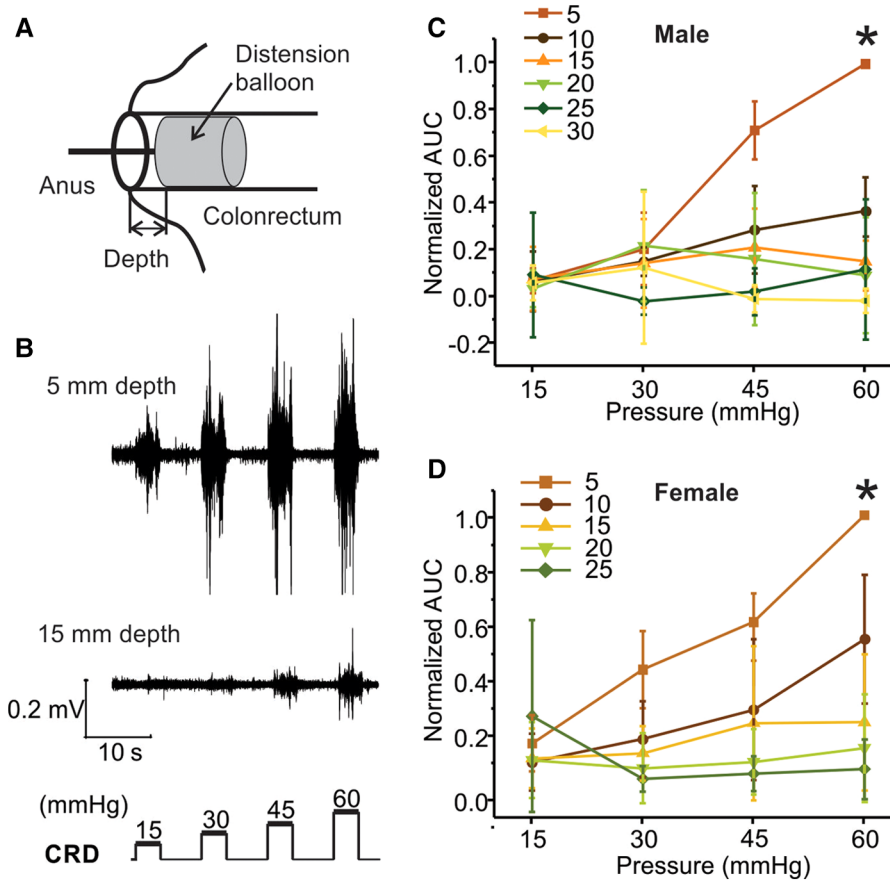 A
Distension
balloon
Anus
Colonrectum
Depth
B
5 mm depth
15 mm depth
0.2 mV
10 s
(mmHg)
15
30
45
60
CRD
C
Male
5
10
15
20
25
30
*
Normalized AUC
1.0
0.8
0.6
0.4
0.2
0.0
-0.2
15
30
45
60
Pressure (mmHg)
D
Female
5
10
15
20
25
*
Normalized AUC
1.0
0.8
0.6
0.4
0.2
0.0
15
30
45
60
Pressure (mmHg)